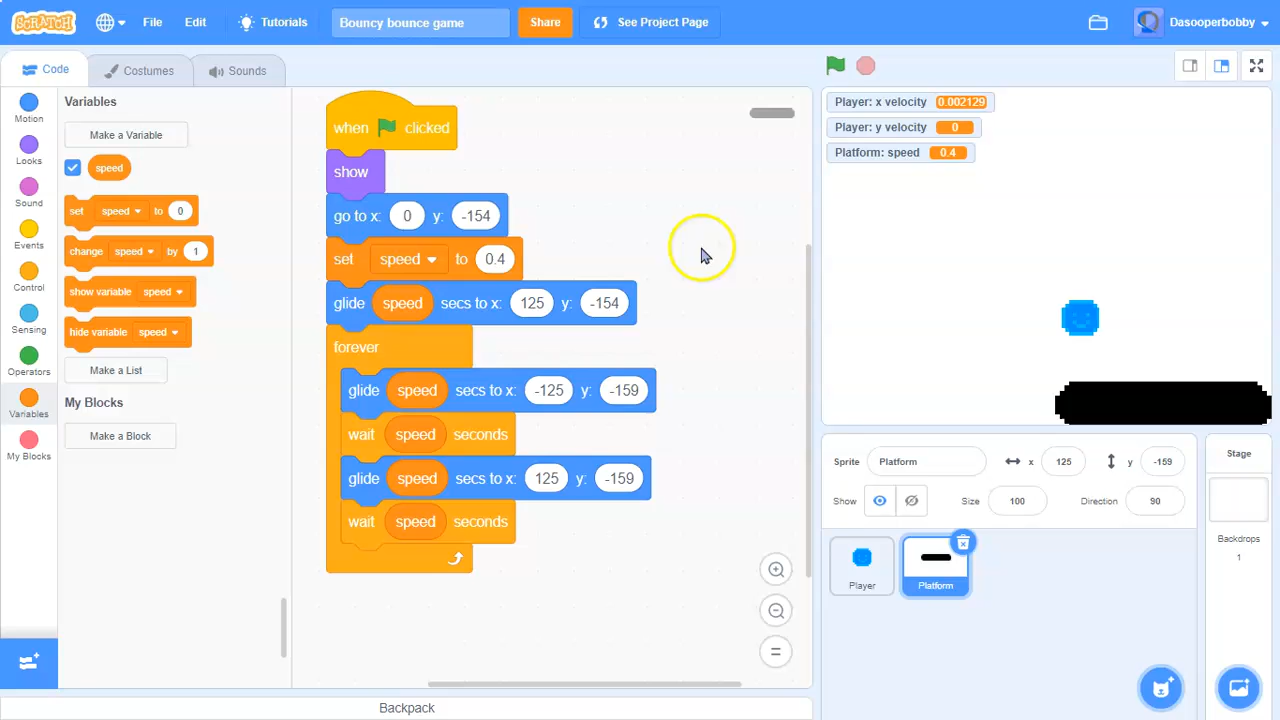 SCRATCH File Edit Tutorials Bouncy bounce game Share See Project Page Dasooperbobby
Code Costumes Sounds
Motion
Looks
Sound
Events
Control
Sensing
Operators
Variables
My Blocks
Variables
Make a Variable
speed
set speed to 0
change speed by 1
show variable speed
hide variable speed
Make a List
My Blocks
Make a Block
when clicked
show
go to x: 0 y: -154
set speed to 0.4
glide speed secs to x: 125 y: -154
forever
glide speed secs to x: -125 y: -159
wait speed seconds
glide speed secs to x: 125 y: -159
wait speed seconds
Backpack
Player: x velocity 0.002129
Player: y velocity 0
Platform: speed 0.4
Sprite Platform x 125 y -159
Show Size 100 Direction 90
Player
Platform
Stage
Backdrops
1